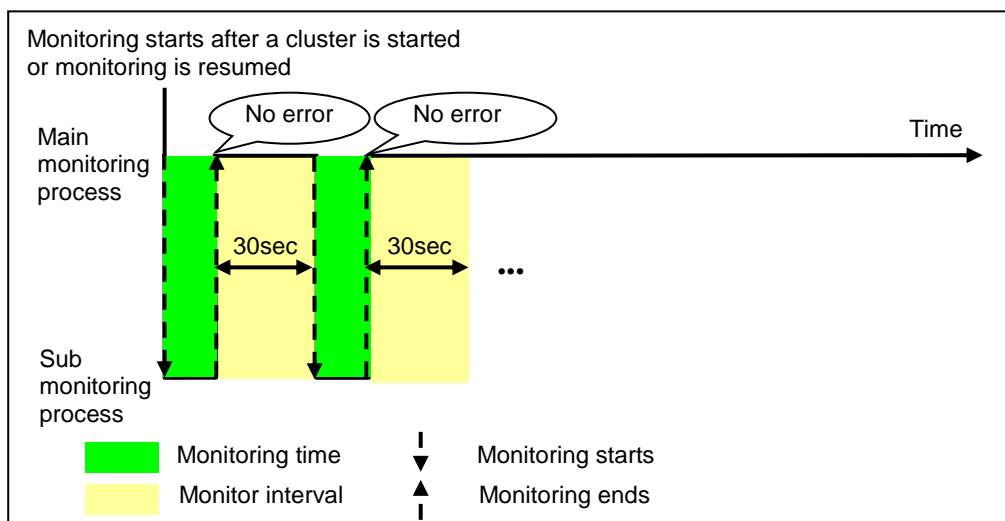 Monitoring starts after a cluster is started
or monitoring is resumed
No error
No error
Time
Main
monitoring
process
30sec
30sec
...
Sub
monitoring
process
Monitoring time
Monitoring starts
Monitor interval
Monitoring ends